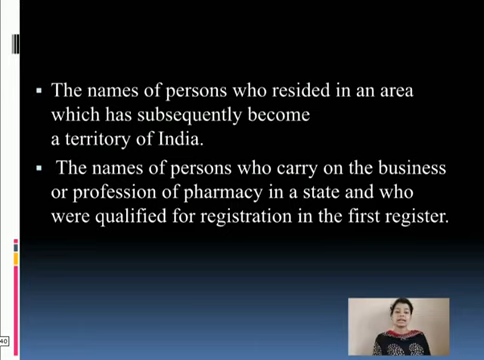 ▪ The names of persons who resided in an area
which has subsequently become
a territory of India.
▪ The names of persons who carry on the business
or profession of pharmacy in a state and who
were qualified for registration in the first register.
40